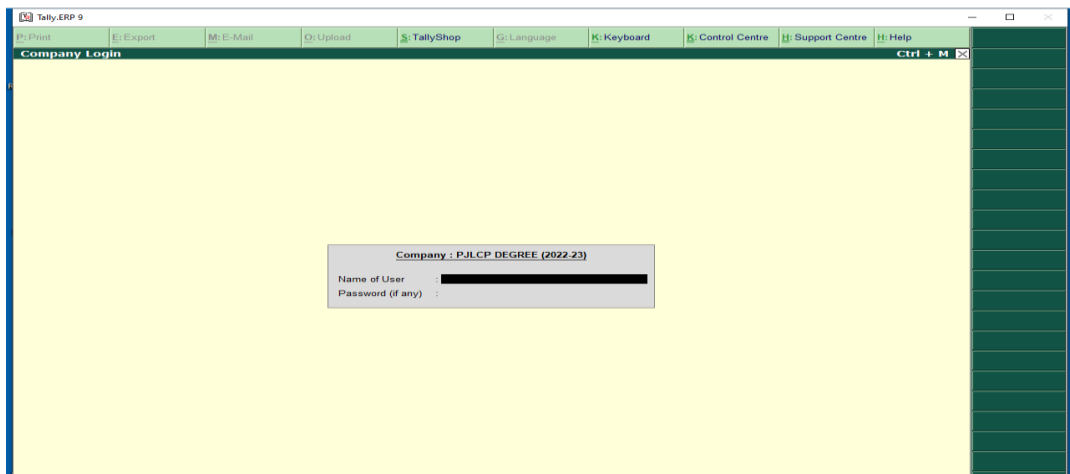 Tally.ERP 9
P: Print E: Export M: E-Mail O: Upload S: TallyShop G: Language K: Keyboard K: Control Centre H: Support Centre H: Help
Company Login Ctrl + M
Company : PJLCP DEGREE (2022-23)
Name of User :
Password (if any) :